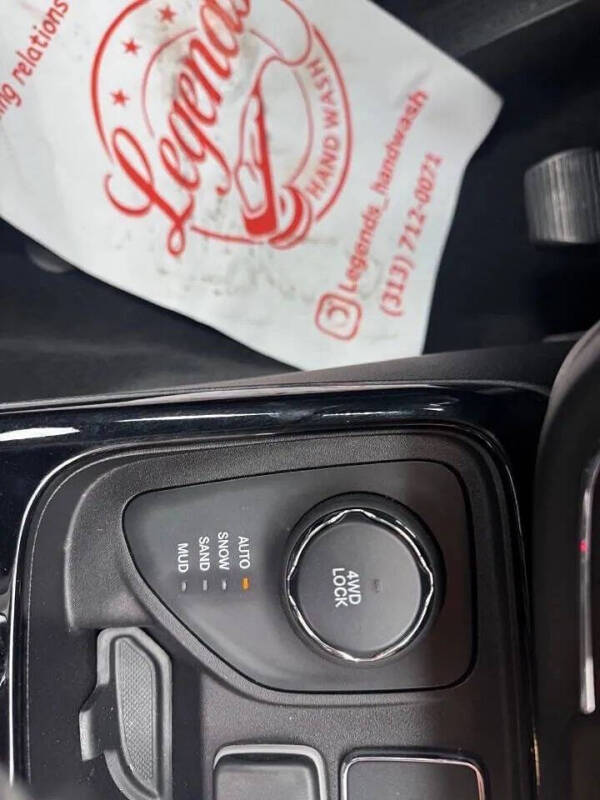 ng relations
Legends
HAND WASH
Legends_handwash
(313) 712-0071
AUTO
SNOW
SAND
MUD
4WD
LOCK